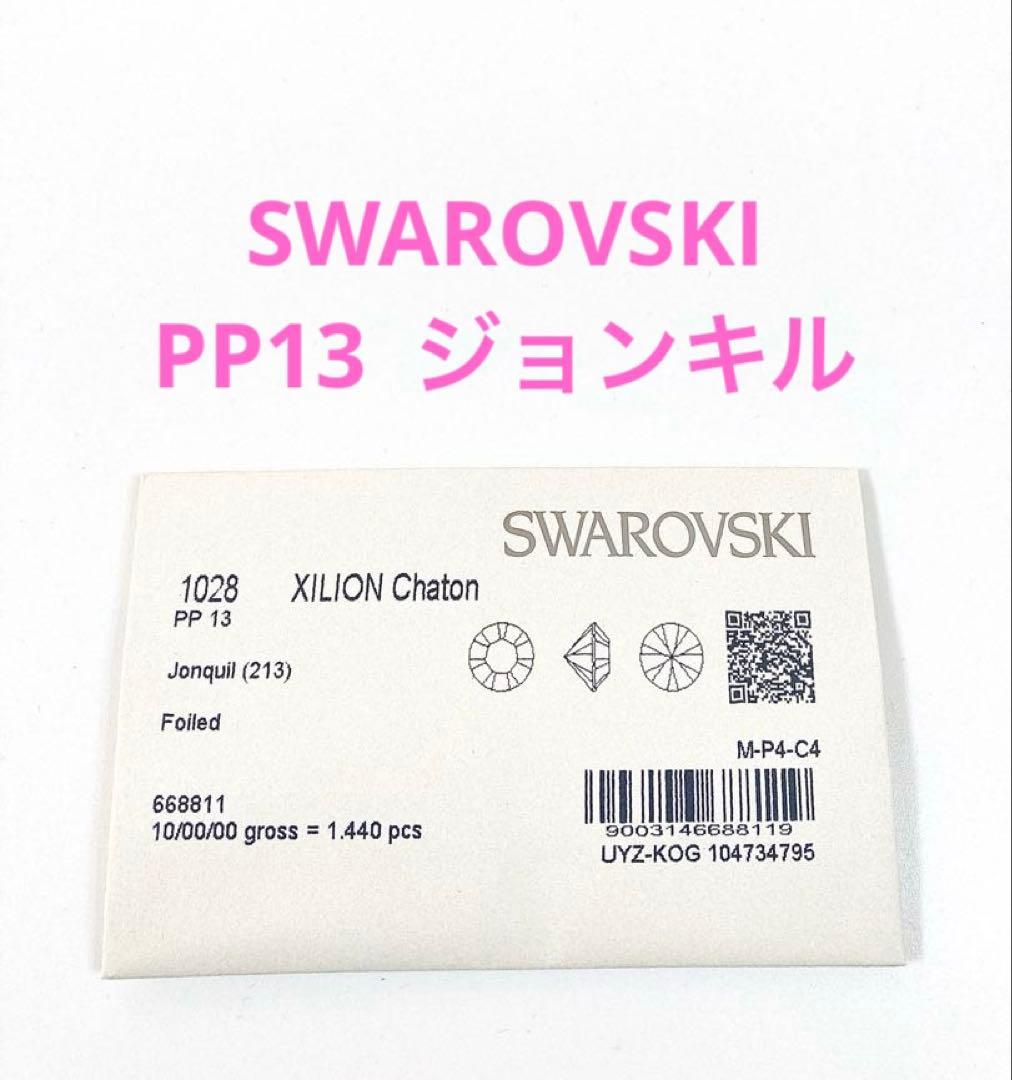 SWAROVSKI
PP13 ジョンキル
SWAROVSKI
1028 XILION Chaton
PP 13
Jonquil (213)
Foiled
M-P4-C4
668811
10/00/00 gross = 1.440 pcs
9003146688119
UYZ-KOG 104734795